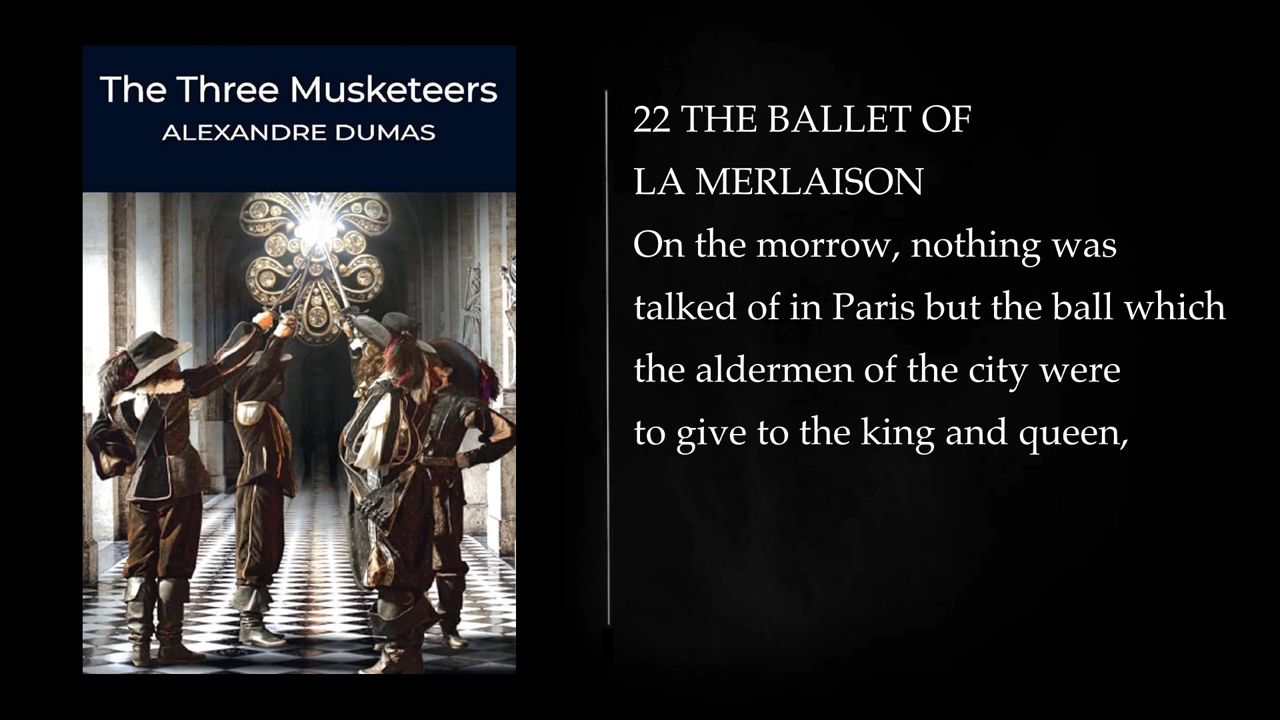 The Three Musketeers
ALEXANDRE DUMAS
22 THE BALLET OF
LA MERLAISON
On the morrow, nothing was
talked of in Paris but the ball which
the aldermen of the city were
to give to the king and queen,